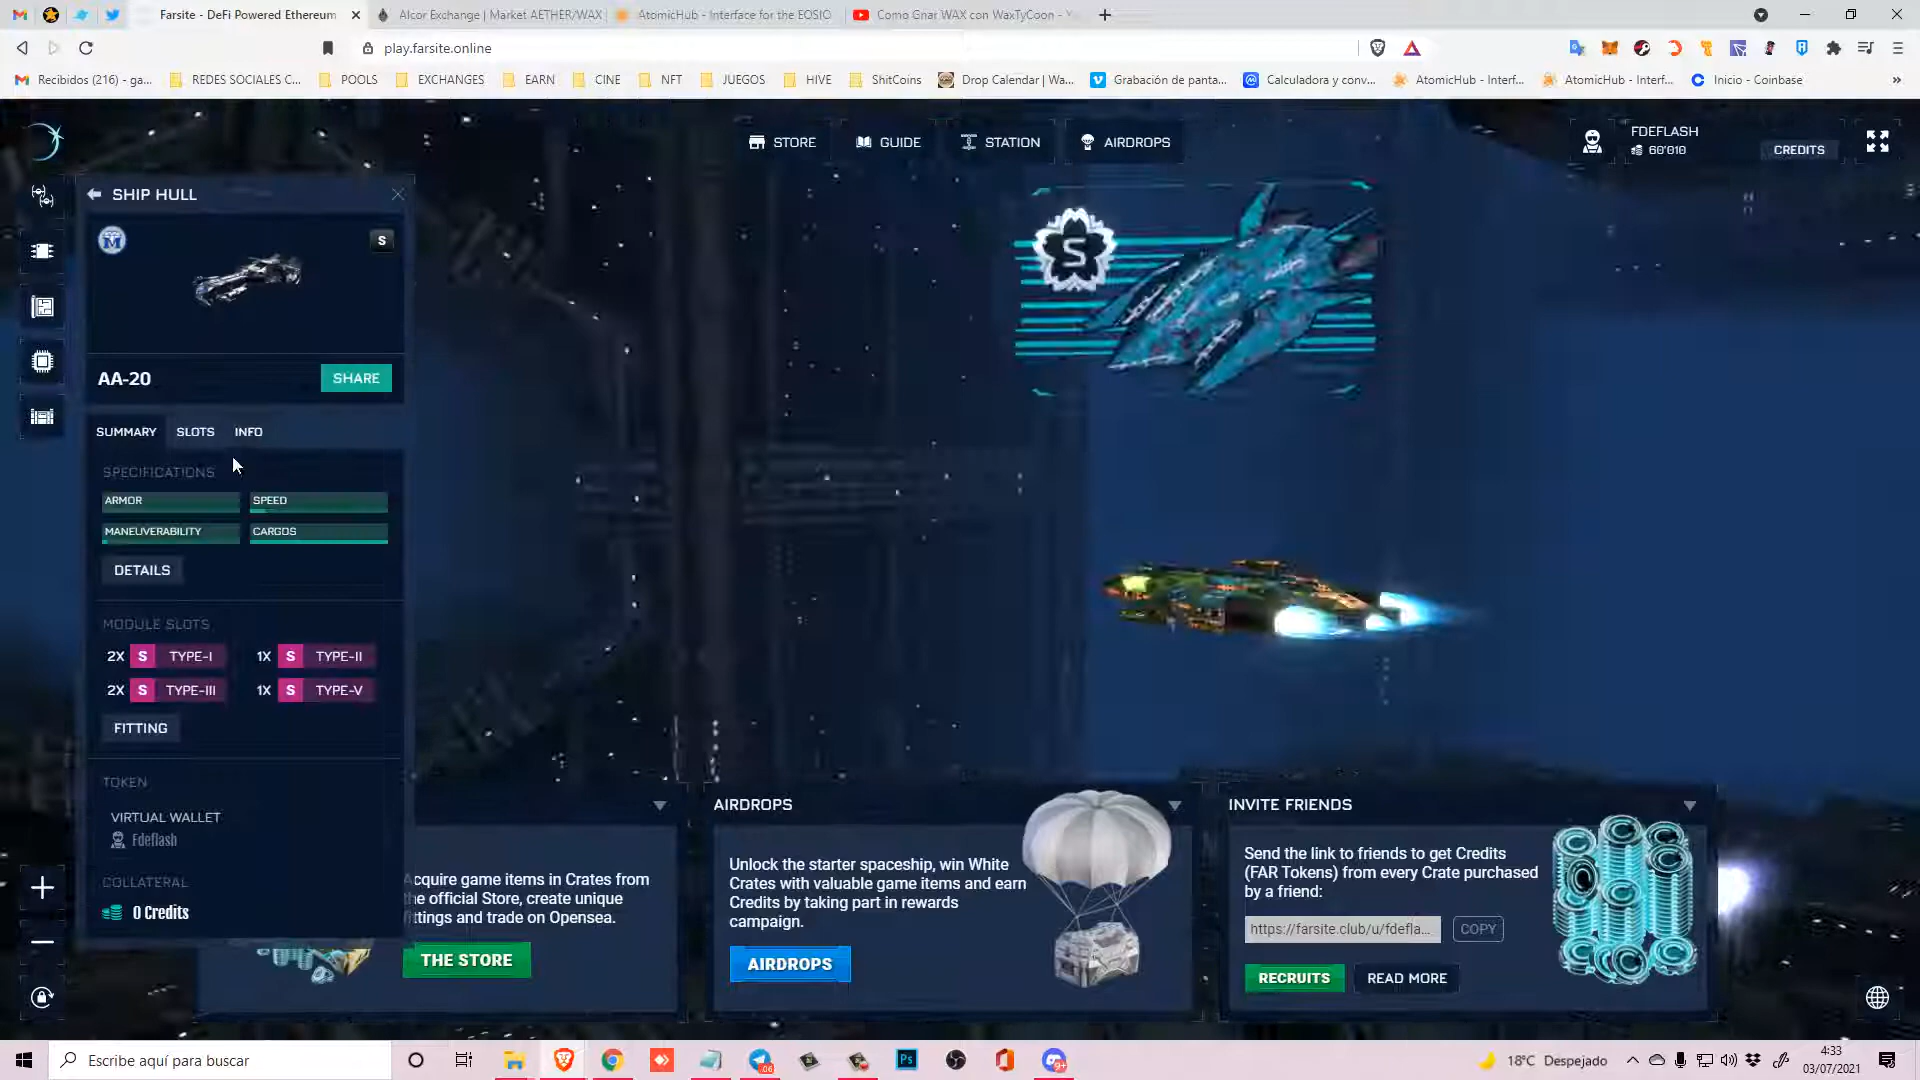 Farsite - DeFi Powered Ethereum
Alcor Exchange | Market AETHER/WAX
AtomicHub - Interface for the EOSIO
Como Gnar WAX con WaxTyCoon - Y
play.farsite.online
Recibidos (216) - ga...
REDES SOCIALES C...
POOLS
EXCHANGES
EARN
CINE
NFT
JUEGOS
HIVE
ShitCoins
Drop Calendar | Wa...
Grabación de panta...
Calculadora y conv...
AtomicHub - Interf...
AtomicHub - Interf...
Inicio - Coinbase
STORE
GUIDE
STATION
AIRDROPS
FDEFLASH
60'010
CREDITS
SHIP HULL
M
S
S
AA-20
SHARE
SUMMARY
SLOTS
INFO
SPECIFICATIONS
ARMOR
SPEED
MANEUVERABILITY
CARGOS
DETAILS
MODULE SLOTS
2X S TYPE-I
1X S TYPE-II
2X S TYPE-III
1X S TYPE-V
FITTING
TOKEN
VIRTUAL WALLET
Fdeflash
COLLATERAL
0 Credits
cquire game items in Crates from
he official Store, create unique
ittings and trade on Opensea.
THE STORE
AIRDROPS
Unlock the starter spaceship, win White
Crates with valuable game items and earn
Credits by taking part in rewards
campaign.
AIRDROPS
INVITE FRIENDS
Send the link to friends to get Credits
(FAR Tokens) from every Crate purchased
by a friend:
https://farsite.club/u/fdefla...
COPY
RECRUITS
READ MORE
Escribe aquí para buscar
Ps
18°C Despejado
4:33
03/07/2021